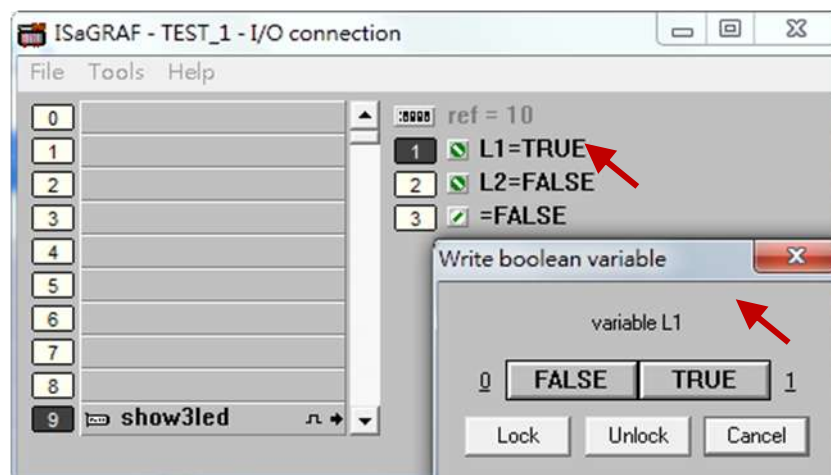 ISaGRAF - TEST_1 - I/O connection
File Tools Help
0
1
2
3
4
5
6
7
8
9 show3led
ref = 10
1 L1=TRUE
2 L2=FALSE
3 =FALSE
Write boolean variable
variable L1
0 FALSE TRUE 1
Lock Unlock Cancel